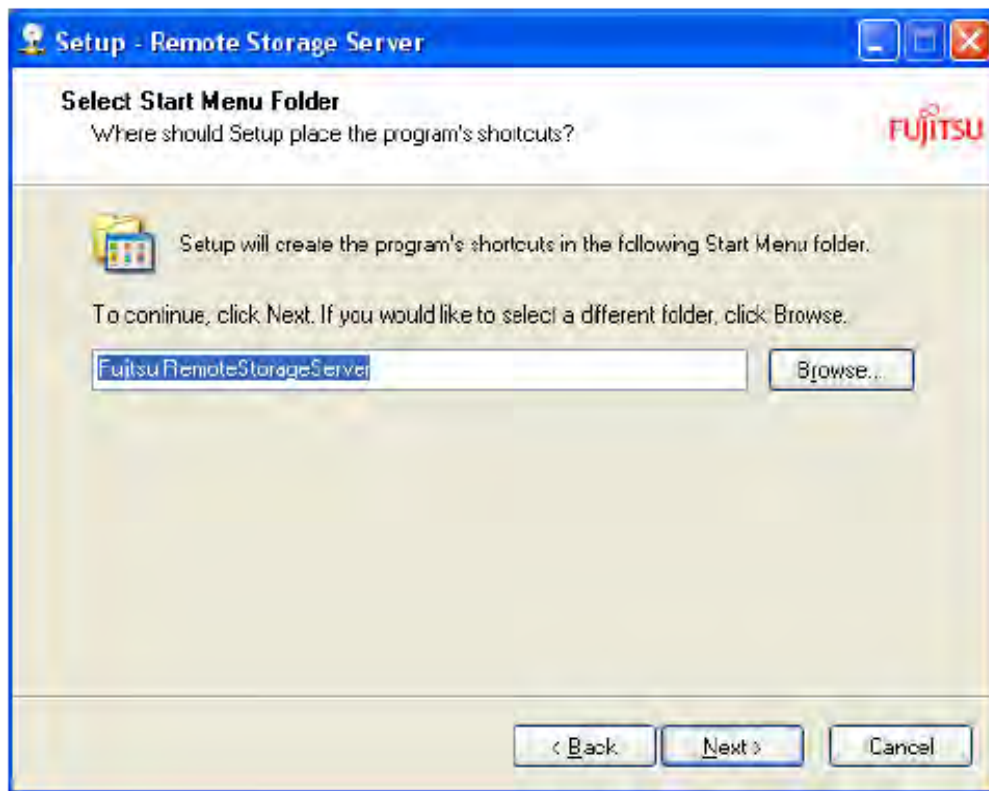 Setup - Remote Storage Server
Select Start Menu Folder
Where should Setup place the program's shortcuts?
FUJITSU
Setup will create the program's shortcuts in the following Start Menu folder.
To continue, click Next. If you would like to select a different folder, click Browse.
Fujitsu RemoteStorageServer
Browse...
< Back
Next >
Cancel